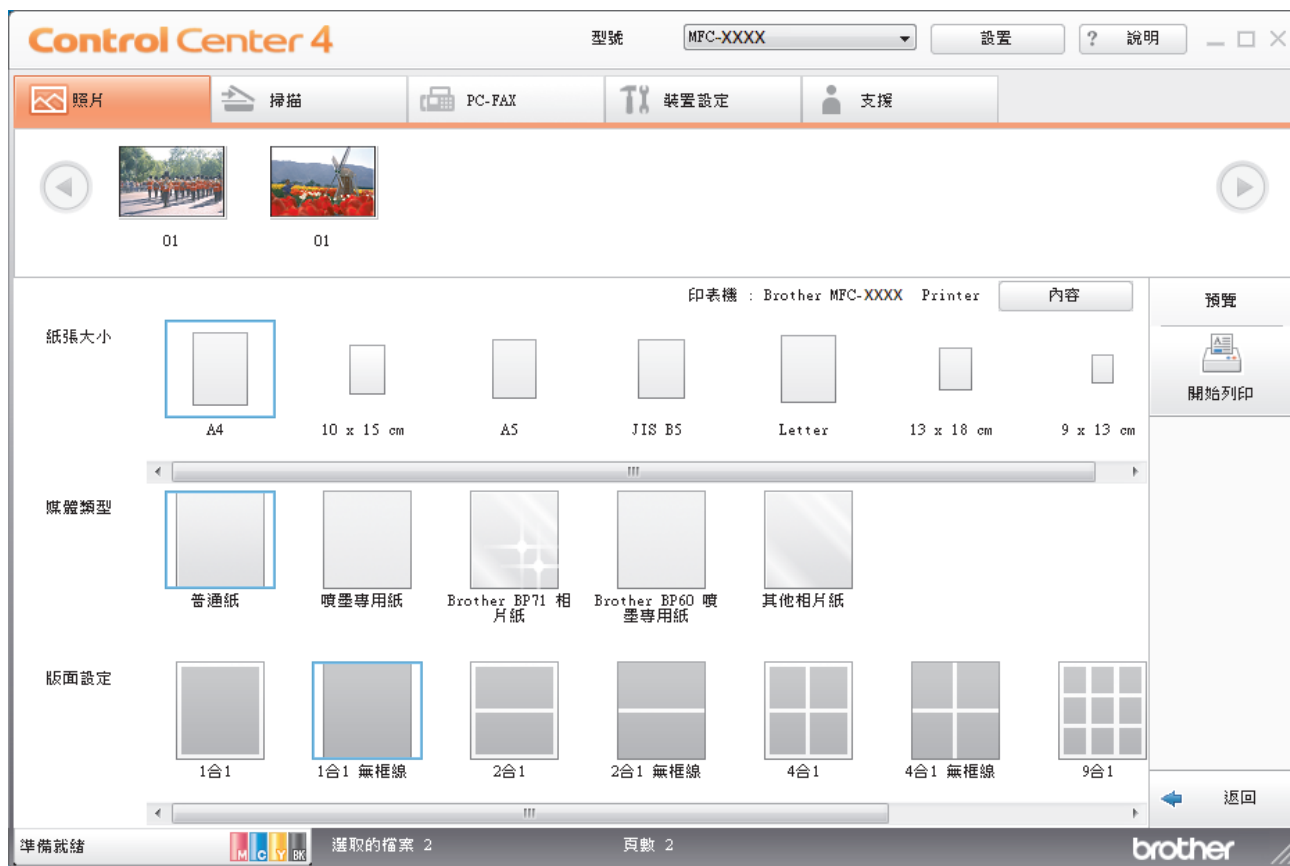 Control Center 4
型號 MFC-XXXX 設置 ? 說明
照片 掃描 PC-FAX 裝置設定 支援
01 01
印表機 : Brother MFC-XXXX Printer 內容
預覽
紙張大小
開始列印
A4 10 x 15 cm A5 JIS B5 Letter 13 x 18 cm 9 x 13 cm
媒體類型
普通紙 噴墨專用紙 Brother BP71 相 Brother BP60 噴 其他相片紙
片紙 墨專用紙
版面設定
1合1 1合1 無框線 2合1 2合1 無框線 4合1 4合1 無框線 9合1
返回
準備就緒 M C Y BK 選取的檔案 2 頁數 2 brother